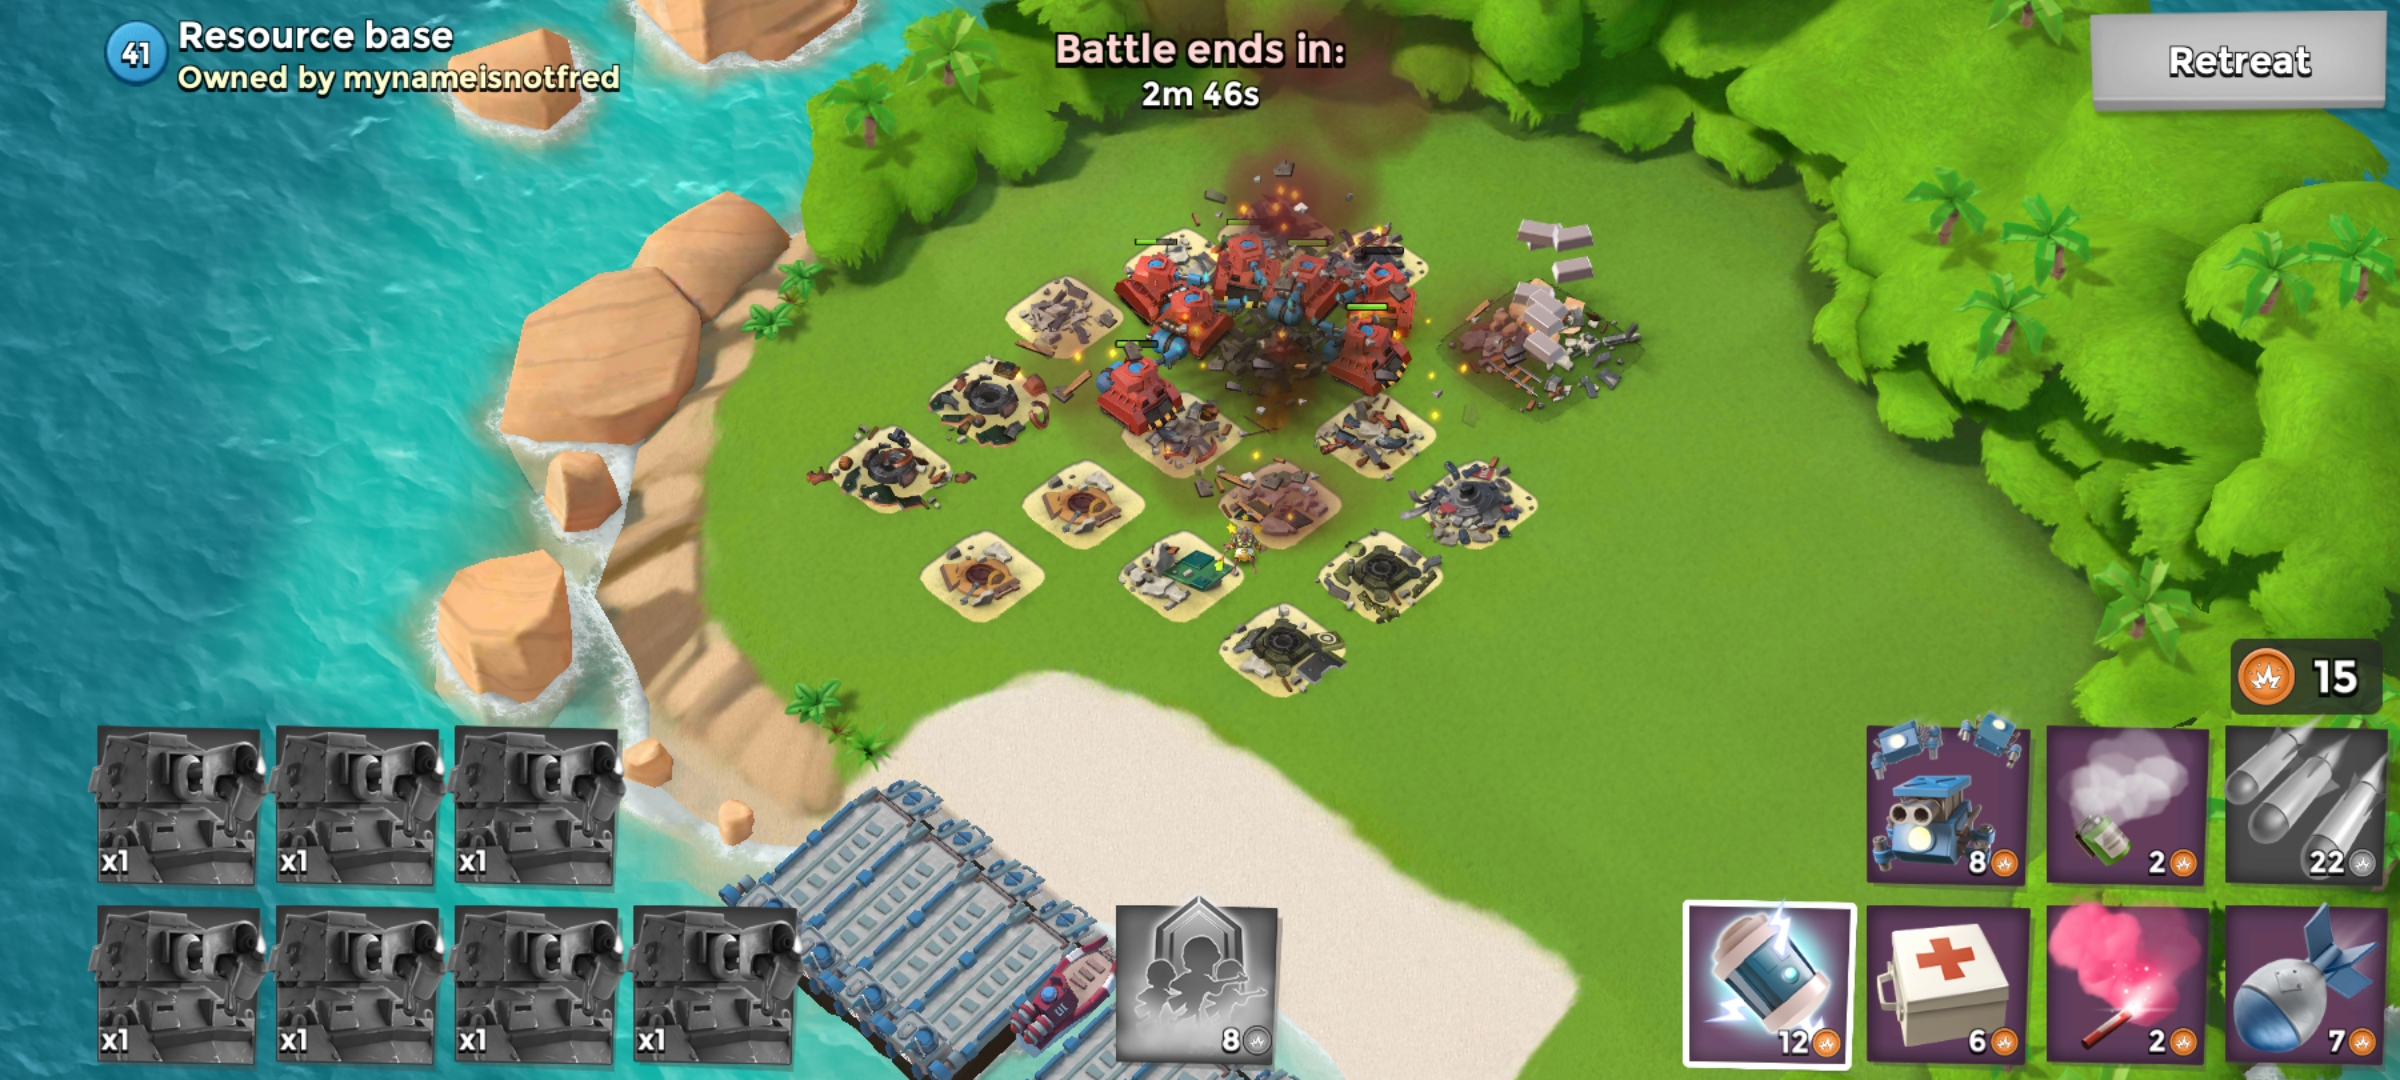 41
Resource base
Owned by mynameisnotfred
Battle ends in:
2m 46s
Retreat
15
x1
x1
x1
8
2
22
x1
x1
x1
x1
8
12
6
2
7